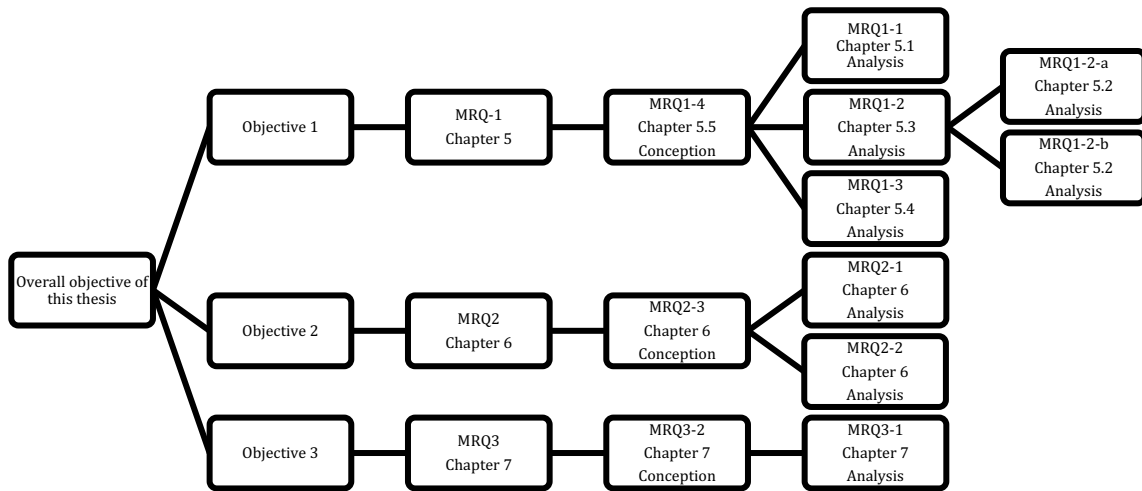 Overall objective of
this thesis
Objective 1
MRQ-1
Chapter 5
MRQ1-4
Chapter 5.5
Conception
MRQ1-1
Chapter 5.1
Analysis
MRQ1-2
Chapter 5.3
Analysis
MRQ1-2-a
Chapter 5.2
Analysis
MRQ1-2-b
Chapter 5.2
Analysis
MRQ1-3
Chapter 5.4
Analysis
Objective 2
MRQ2
Chapter 6
MRQ2-3
Chapter 6
Conception
MRQ2-1
Chapter 6
Analysis
MRQ2-2
Chapter 6
Analysis
Objective 3
MRQ3
Chapter 7
MRQ3-2
Chapter 7
Conception
MRQ3-1
Chapter 7
Analysis